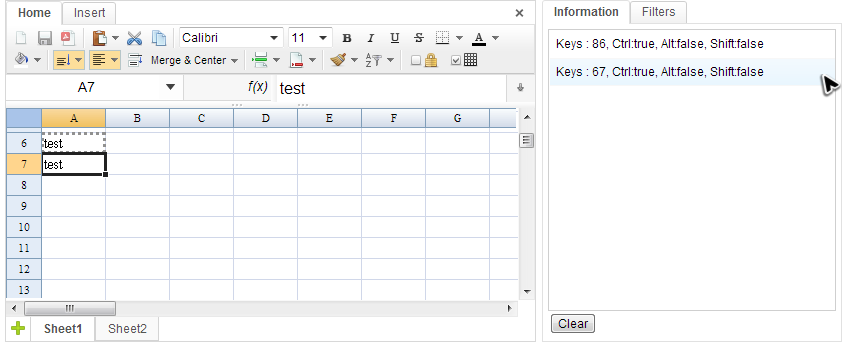 Home Insert
Calibri 11 B I U S A
Merge & Center A Z
A7 f(x) test
A B C D E F G
6 test
7 test
8
9
10
11
12
13
Sheet1 Sheet2
Information Filters
Keys : 86, Ctrl:true, Alt:false, Shift:false
Keys : 67, Ctrl:true, Alt:false, Shift:false
Clear